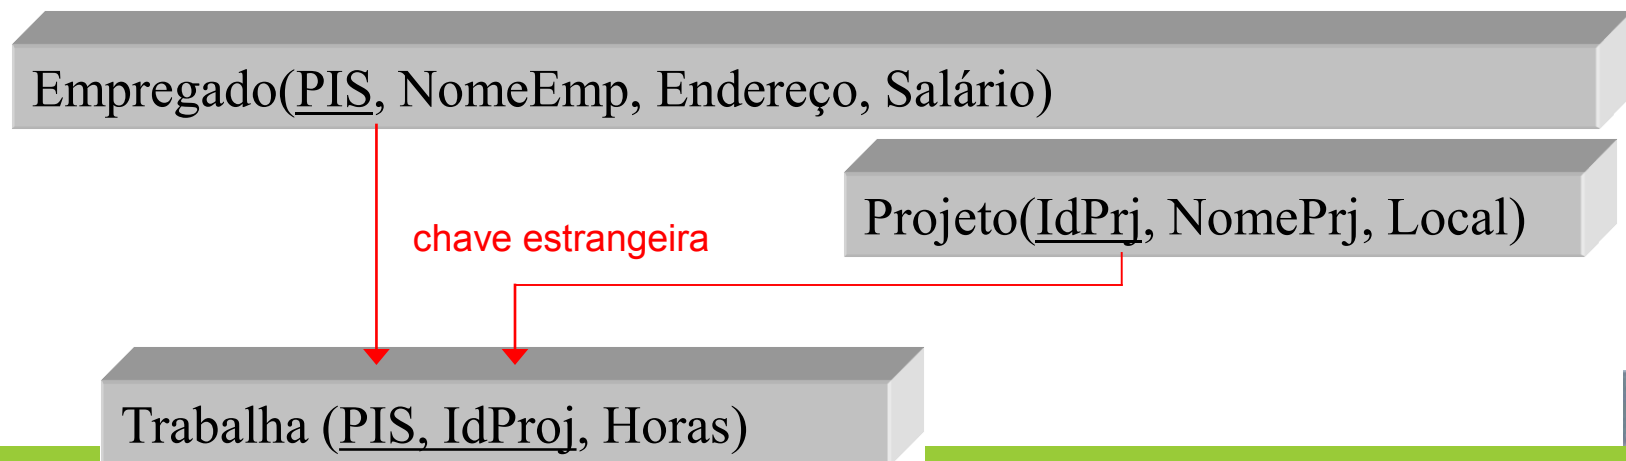 Empregado(PIS, NomeEmp, Endereço, Salário)
Projeto(IdPrj, NomePrj, Local)
chave estrangeira
Trabalha (PIS, IdProj, Horas)